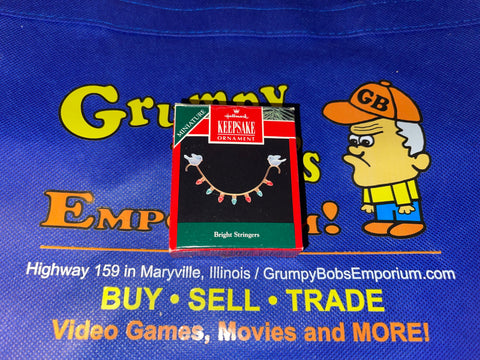 Grumpy
GB
Hallmark
KEEPSAKE
ORNAMENT
MINIATURE
Bright Stringers
Highway 159 in Maryville, Illinois / GrumpyBobsEmporium.com
BUY • SELL • TRADE
Video Games, Movies and MORE!